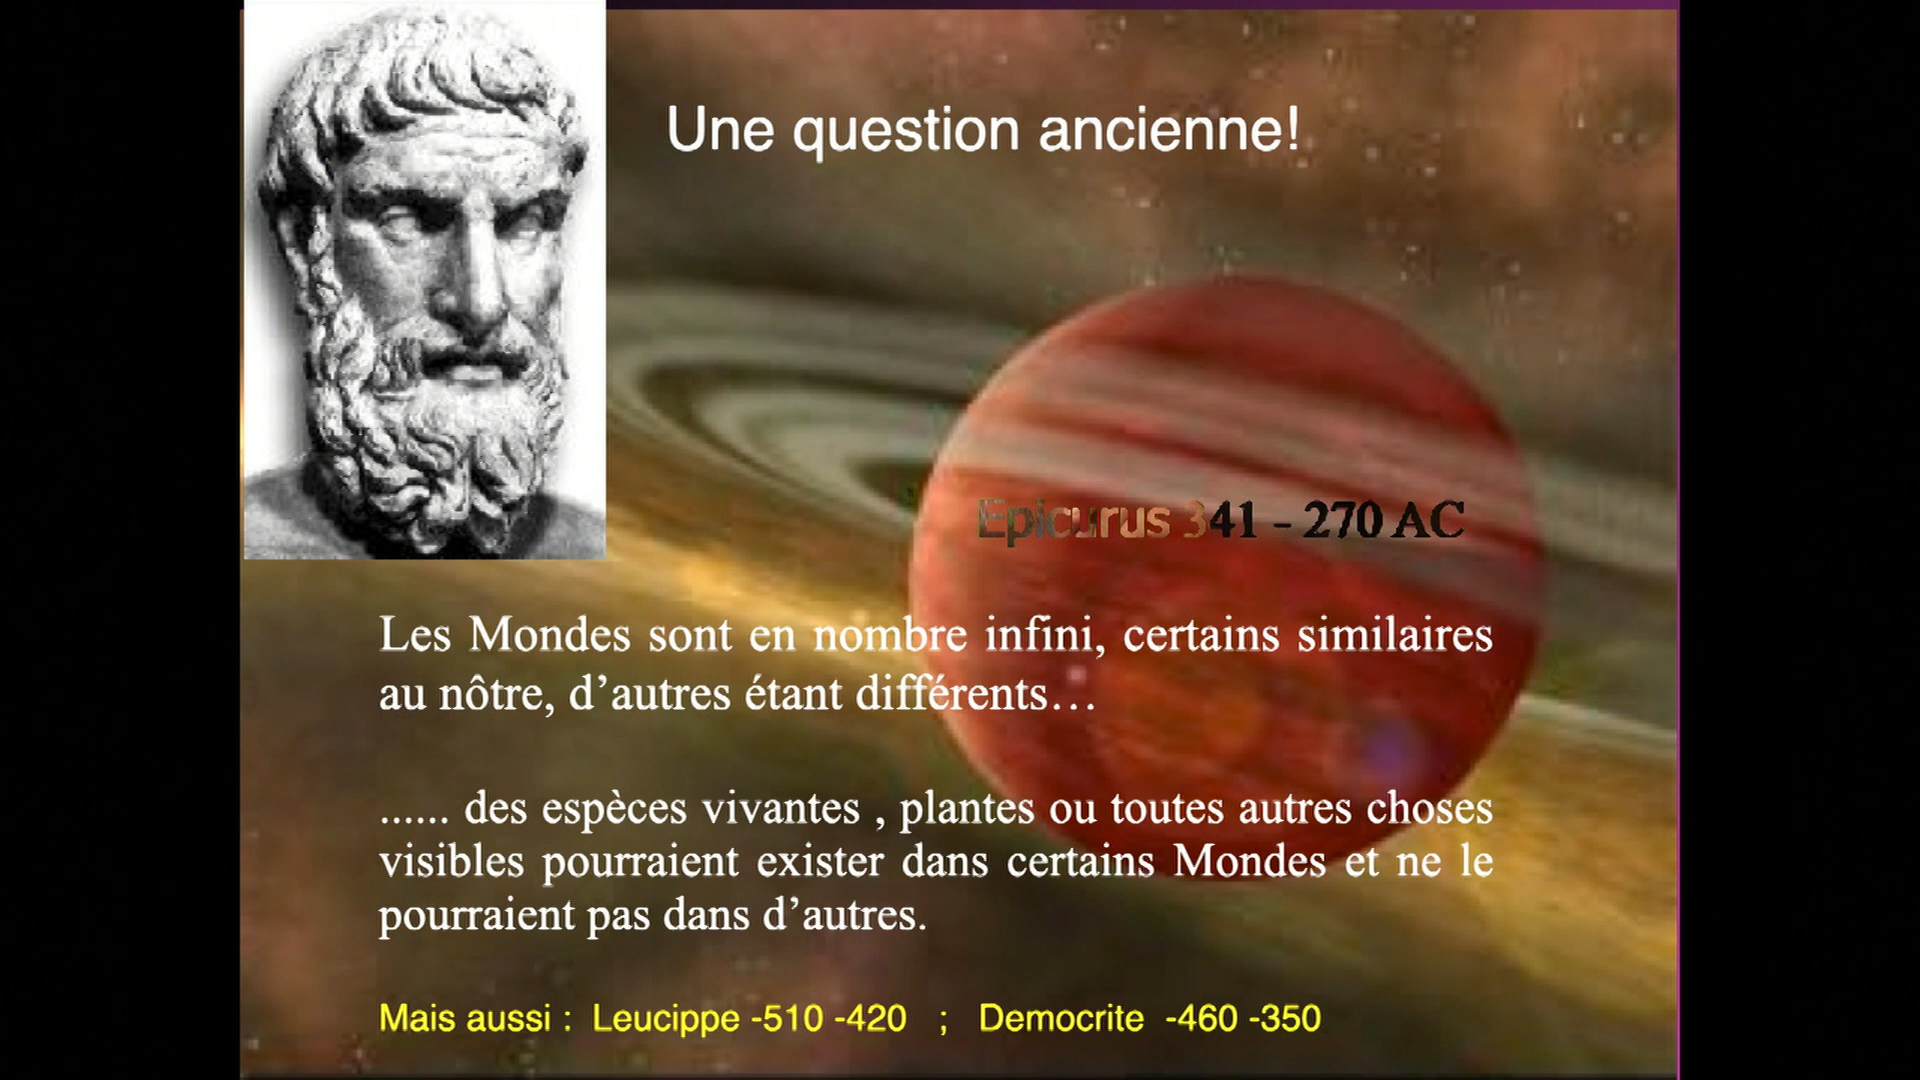 Une question ancienne!
Epicurus 341 - 270 AC
Les Mondes sont en nombre infini, certains similaires
au nôtre, d’autres étant différents…
...... des espèces vivantes , plantes ou toutes autres choses
visibles pourraient exister dans certains Mondes et ne le
pourraient pas dans d’autres.
Mais aussi : Leucippe -510 -420 ; Democrite -460 -350